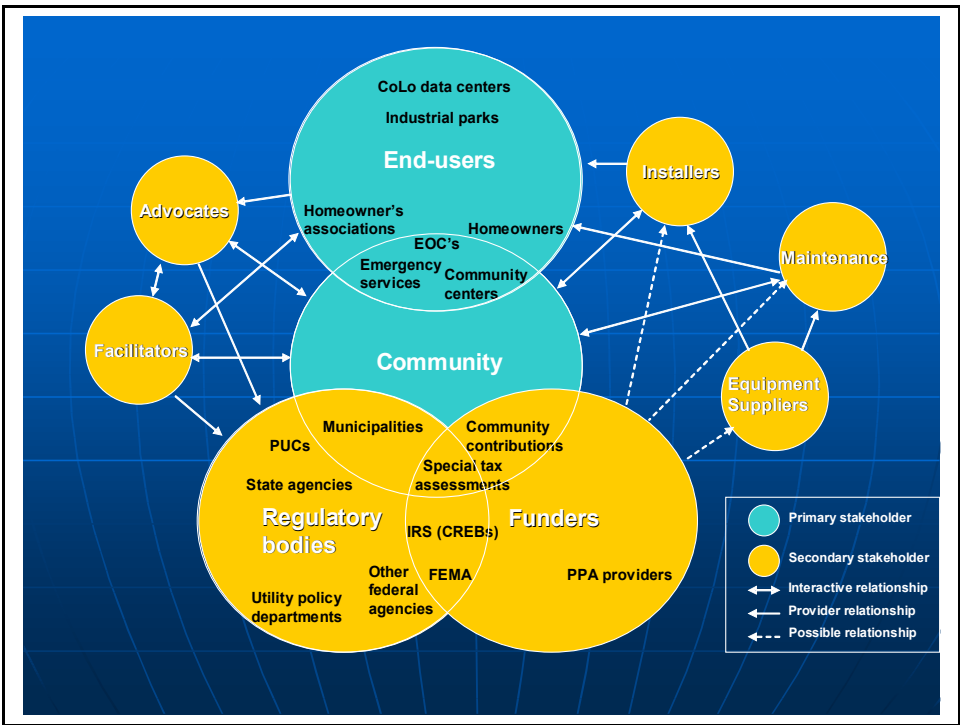 CoLo data centers
Industrial parks
End-users
Installers
Advocates
Homeowner's
associations
Homeowners
EOC's
Emergency
services
Community
centers
Maintenance
Facilitators
Community
Equipment
Suppliers
Municipalities
Community
contributions
PUCs
Special tax
assessments
State agencies
Regulatory
bodies
Funders
IRS (CREBs)
Other
federal
agencies
FEMA
PPA providers
Utility policy
departments
Primary stakeholder
Secondary stakeholder
Interactive relationship
Provider relationship
Possible relationship